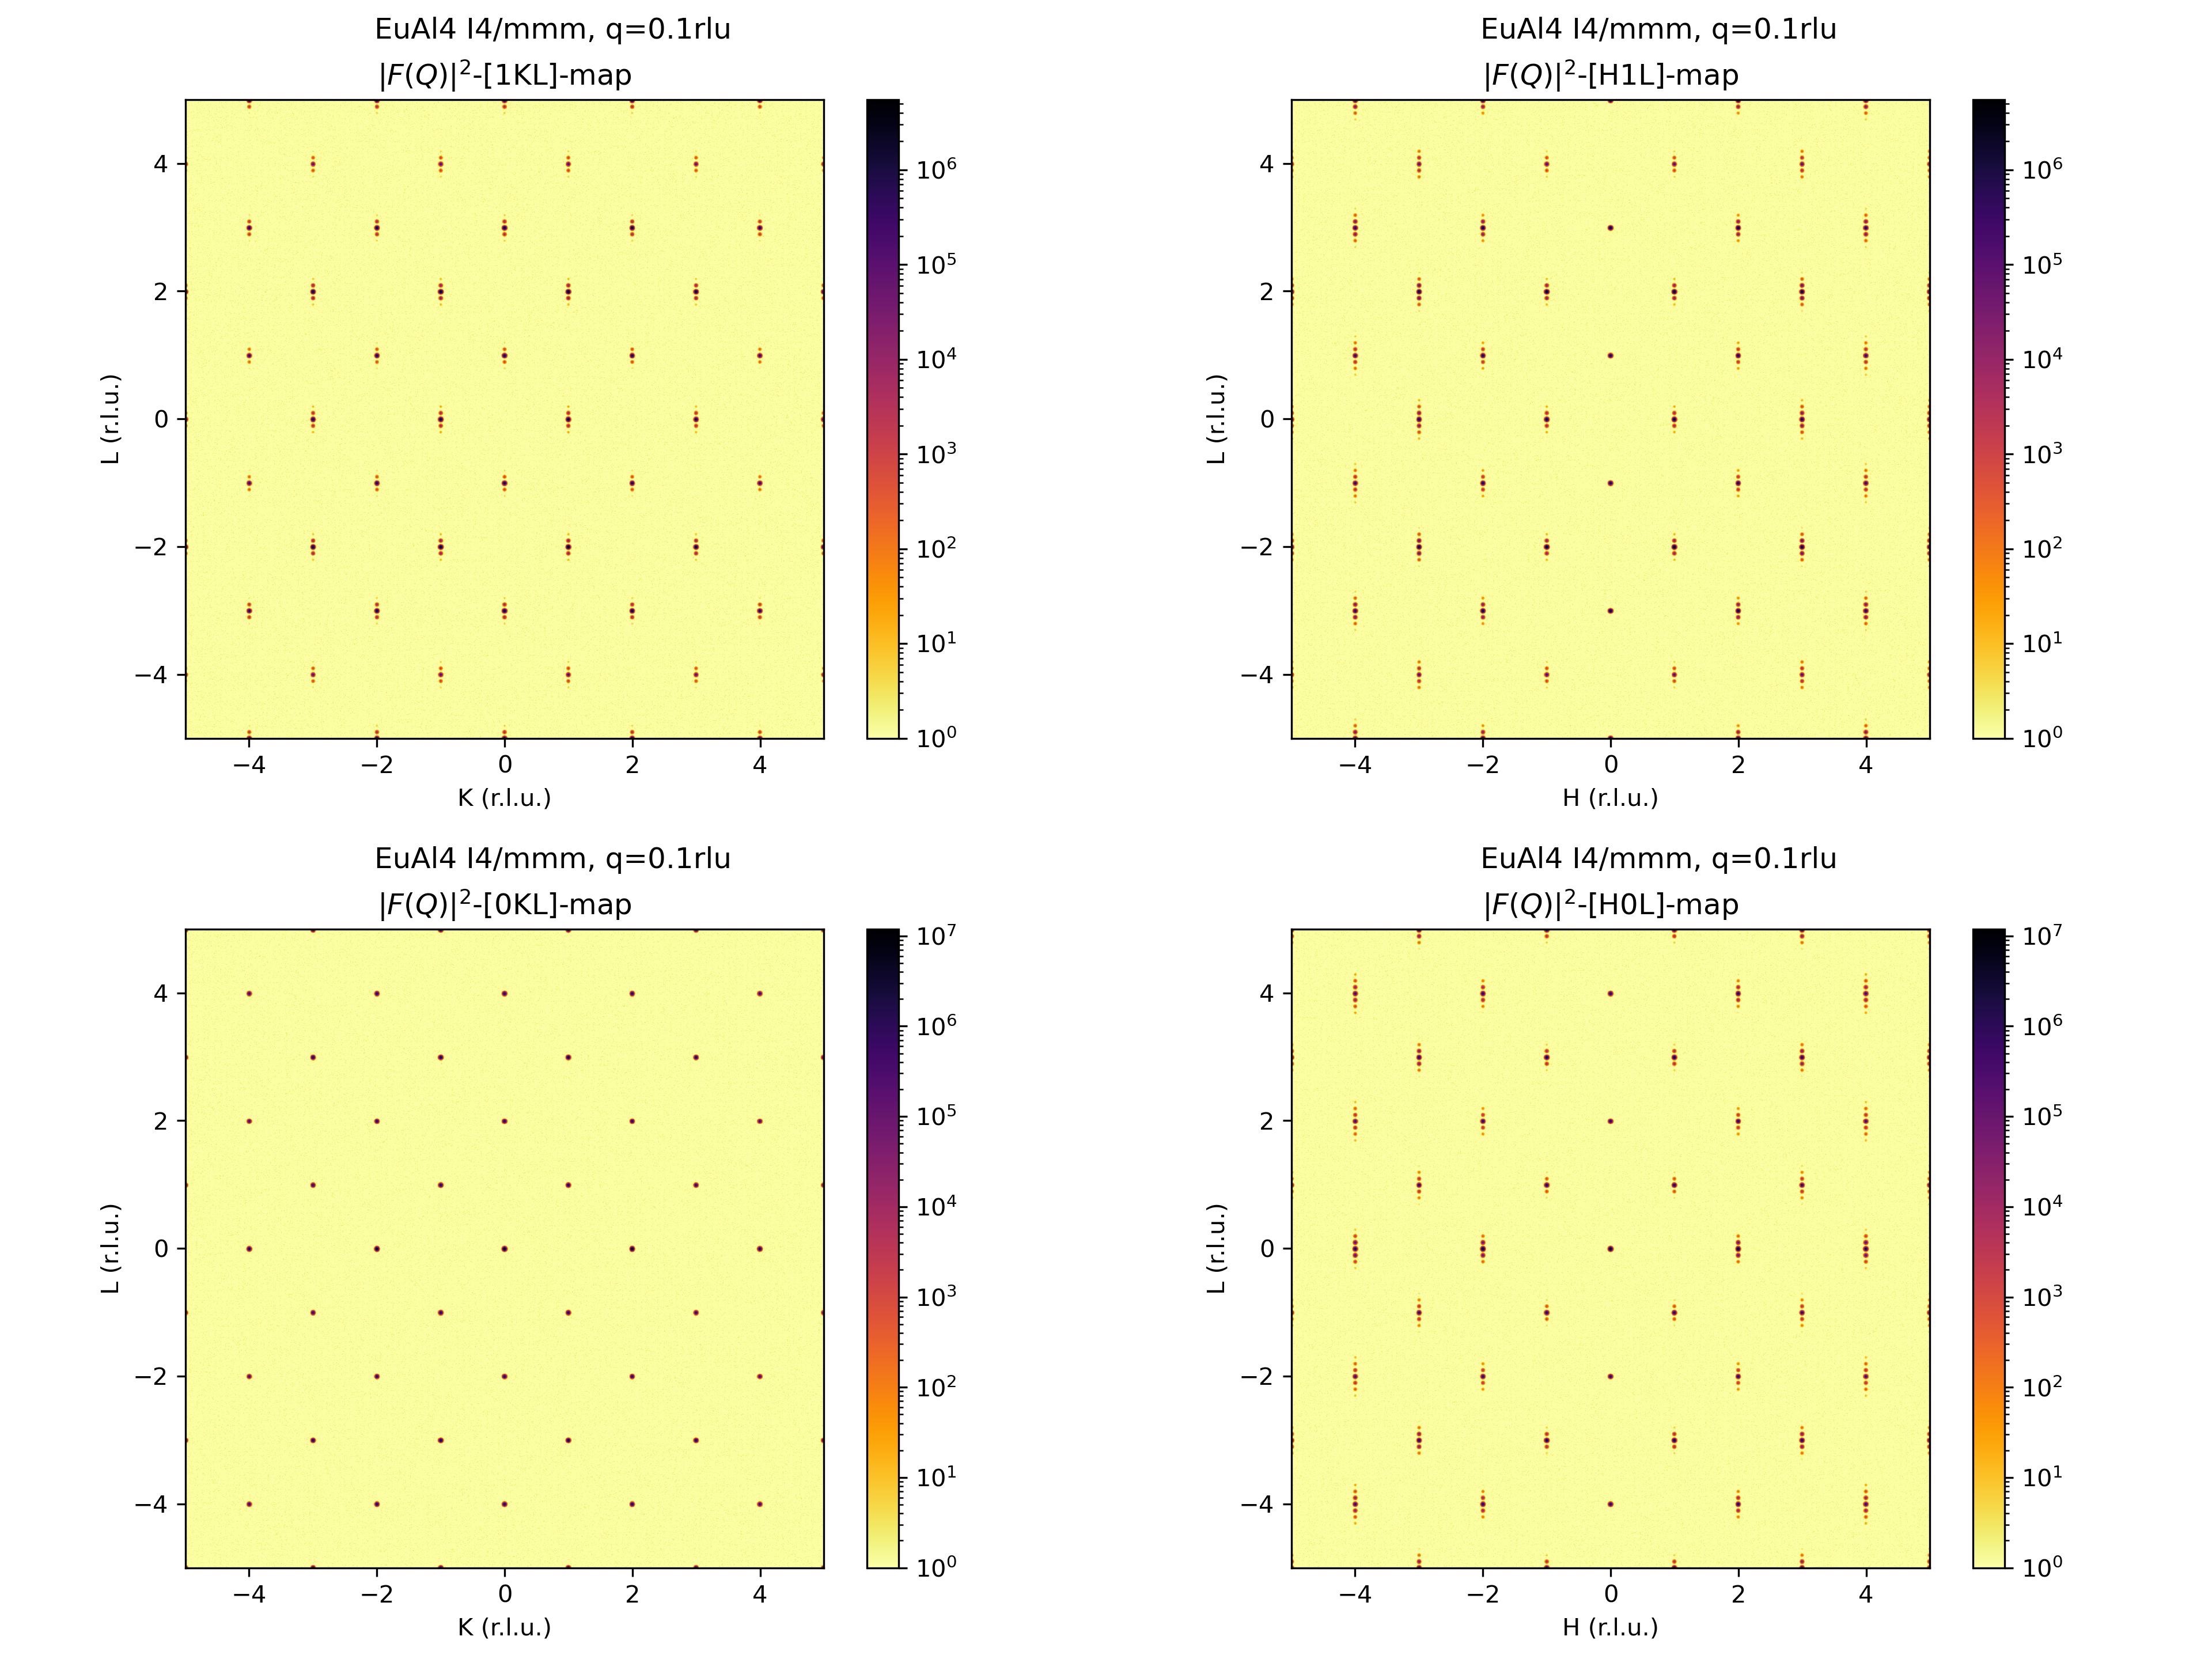 EuAl4 I4/mmm, q=0.1rlu
|F(Q)|²-[1KL]-map
L (r.l.u.)
4
2
0
−2
−4
−4 −2 0 2 4
K (r.l.u.)
10⁶
10⁵
10⁴
10³
10²
10¹
10⁰
EuAl4 I4/mmm, q=0.1rlu
|F(Q)|²-[H1L]-map
L (r.l.u.)
4
2
0
−2
−4
−4 −2 0 2 4
H (r.l.u.)
10⁶
10⁵
10⁴
10³
10²
10¹
10⁰
EuAl4 I4/mmm, q=0.1rlu
|F(Q)|²-[0KL]-map
L (r.l.u.)
4
2
0
−2
−4
−4 −2 0 2 4
K (r.l.u.)
10⁷
10⁶
10⁵
10⁴
10³
10²
10¹
10⁰
EuAl4 I4/mmm, q=0.1rlu
|F(Q)|²-[H0L]-map
L (r.l.u.)
4
2
0
−2
−4
−4 −2 0 2 4
H (r.l.u.)
10⁷
10⁶
10⁵
10⁴
10³
10²
10¹
10⁰